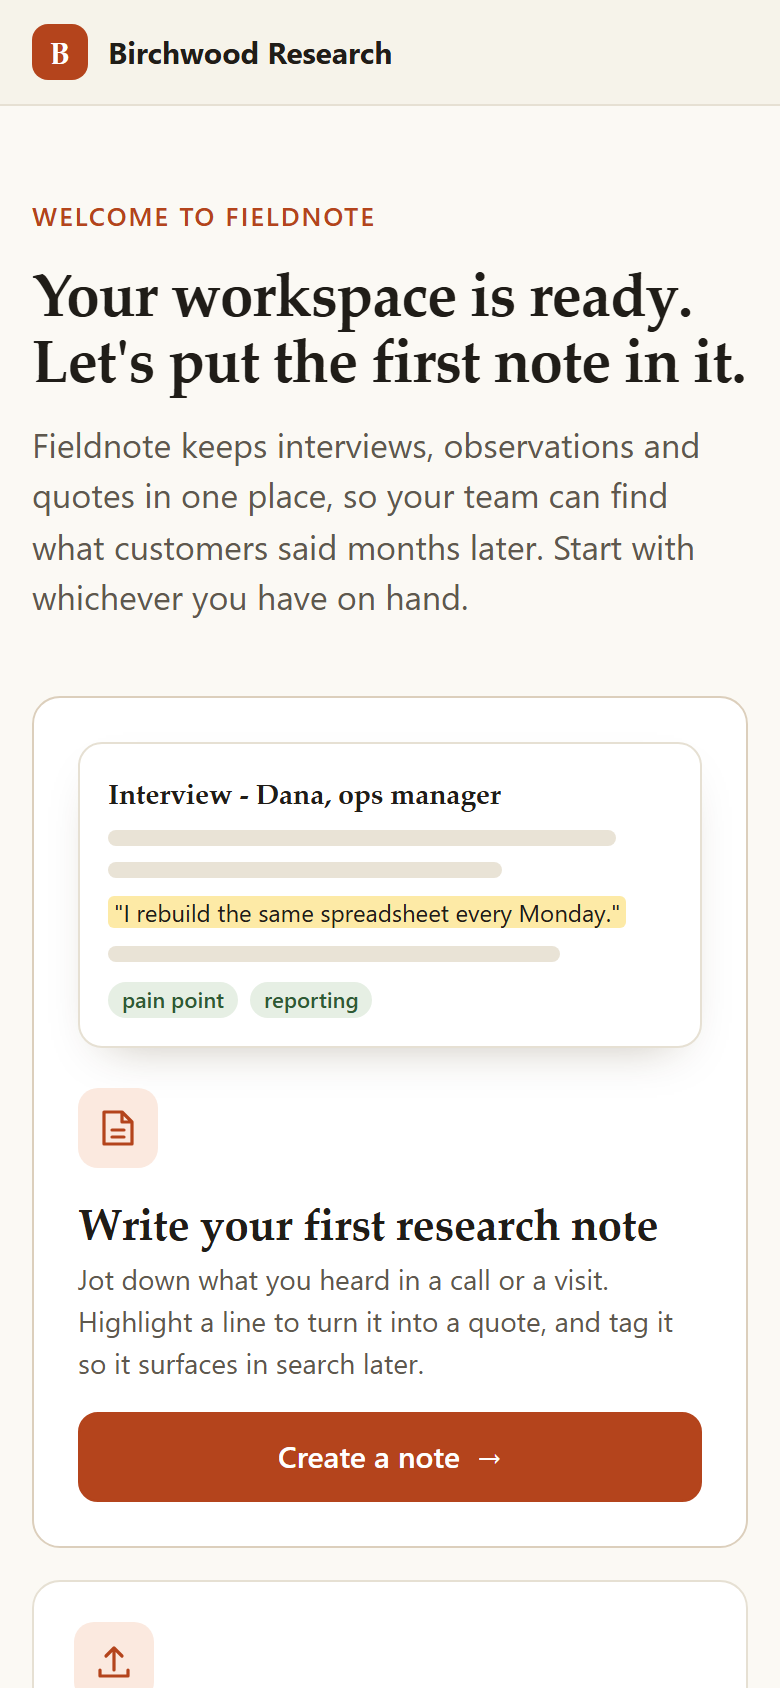 B
Birchwood Research
WELCOME TO FIELDNOTE
Your workspace is ready.
Let's put the first note in it.
Fieldnote keeps interviews, observations and
quotes in one place, so your team can find
what customers said months later. Start with
whichever you have on hand.
Interview - Dana, ops manager
"I rebuild the same spreadsheet every Monday."
pain point reporting
Write your first research note
Jot down what you heard in a call or a visit.
Highlight a line to turn it into a quote, and tag it
so it surfaces in search later.
Create a note →